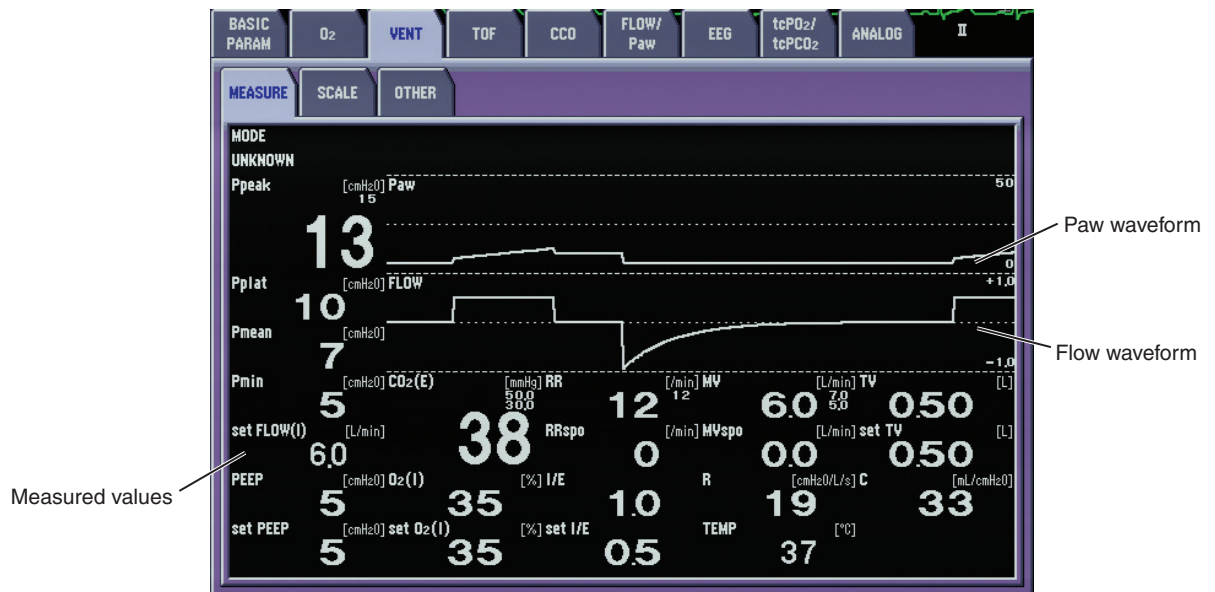 BASIC PARAM
O2
VENT
TOF
CCO
FLOW/ Paw
EEG
tcPO2/ tcPCO2
ANALOG
II
MEASURE
SCALE
OTHER
MODE
UNKNOWN
Ppeak [cmH2O] Paw 50
15
13
0
Paw waveform
Pplat [cmH2O] FLOW +1.0
10
Pmean [cmH2O]
7
-1.0
Flow waveform
Pmin [cmH2O] CO2(E) [mmHg] RR [/min] MV [L/min] TV [L]
5 50.0 30.0 38 12 12 6.0 7.0 5.0 0.50
set FLOW(I) [L/min] RRspo [/min] MVspo [L/min] set TV [L]
6.0 0 0.0 0.50
Measured values
PEEP [cmH2O] O2(I) [%] I/E R [cmH2O/L/s] C [mL/cmH2O]
5 35 1.0 19 33
set PEEP [cmH2O] set O2(I) [%] set I/E TEMP [°C]
5 35 0.5 37